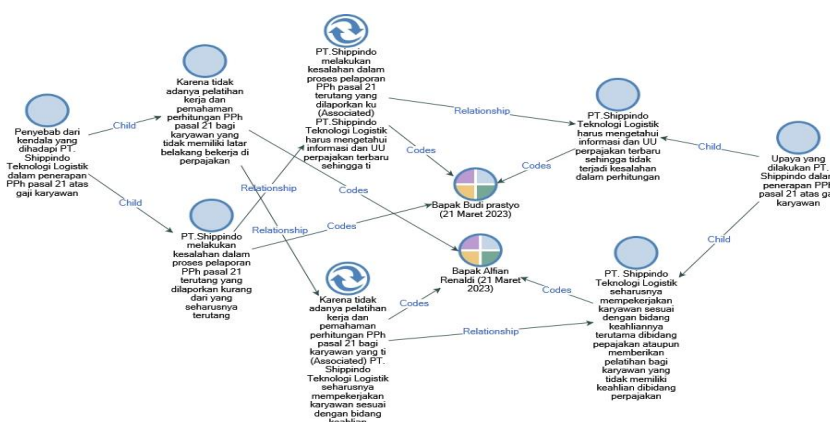 Penyebab dari
kendala yang
dihadapi PT.
Shippindo
Teknologi Logistik
dalam penerapan
PPh pasal 21 atas
gaji karyawan
Child
Child
Karena tidak
adanya pelatihan
kerja dan
pemahaman
perhitungan PPh
pasal 21 bagi
karyawan yang
tidak memiliki latar
belakang bekerja di
perpajakan
PT.Shippindo
melakukan
kesalahan dalam
proses pelaporan
PPh pasal 21
terutang yang
dilaporkan kurang
dari yang
seharusnya
terutang
PT.Shippindo
melakukan
kesalahan dalam
proses pelaporan
PPh pasal 21
terutang yang
dilaporkan ku
(Associated)
PT.Shippindo
Teknologi Logistik
harus mengetahui
informasi dan UU
perpajakan terbaru
sehingga ti
Relationship
Relationship
Codes
Codes
Codes
Relationship
Codes
Bapak Budi prastyo
(21 Maret 2023)
Bapak Alfian
Renaldi (21 Maret
2023)
Karena tidak
adanya pelatihan
kerja dan
pemahaman
perhitungan PPh
pasal 21 bagi
karyawan yang ti
(Associated) PT.
Shippindo
Teknologi Logistik
seharusnya
mempekerjakan
karyawan sesuai
dengan bidang
keahlian
Codes
Codes
Relationship
PT.Shippindo
Teknologi Logistik
harus mengetahui
informasi dan UU
perpajakan terbaru
sehingga tidak
terjadi kesalahan
dalam perhitungan
PT. Shippindo
Teknologi Logistik
seharusnya
mempekerjakan
karyawan sesuai
dengan bidang
keahliannya
terutama dibidang
pepajakan ataupun
memberikan
pelatihan bagi
karyawan yang
tidak memiliki
keahlian dibidang
perpajakan
Child
Child
Upaya yang
dilakukan PT.
Shippindo dalam
penerapan PPh
pasal 21 atas ga
karyawan